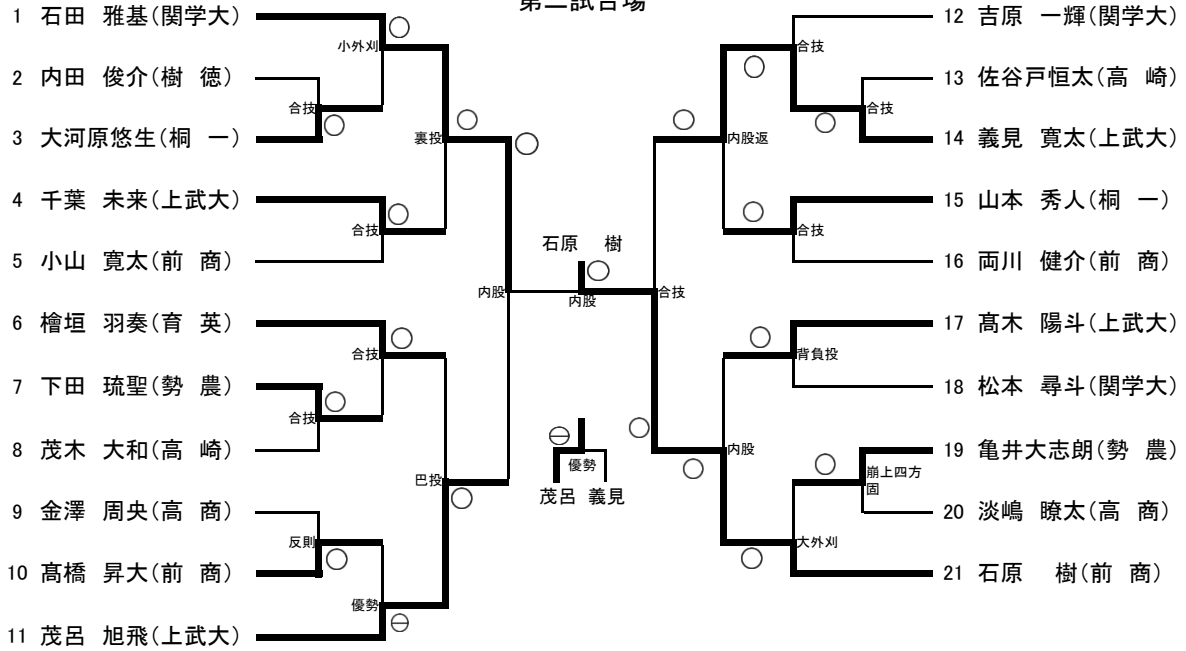 第二試合場
1 石田 雅基(関学大)
小外刈
2 内田 俊介(樹 徳)
合技
3 大河原悠生(桐 一)
裏投
4 千葉 未来(上武大)
合技
5 小山 寛太(前 商)
内股
6 檜垣 羽奏(育 英)
合技
7 下田 琉聖(勢 農)
合技
8 茂木 大和(高 崎)
巴投
9 金澤 周央(高 商)
反則
10 髙橋 昇大(前 商)
優勢
11 茂呂 旭飛(上武大)
石原 樹
内股
優勢
茂呂 義見
12 吉原 一輝(関学大)
合技
13 佐谷戸恒太(高 崎)
合技
14 義見 寛太(上武大)
内股返
15 山本 秀人(桐 一)
合技
16 両川 健介(前 商)
合技
17 髙木 陽斗(上武大)
背負投
18 松本 尋斗(関学大)
内股
19 亀井大志朗(勢 農)
崩上四方
固
20 淡嶋 瞭太(高 商)
大外刈
21 石原 樹(前 商)